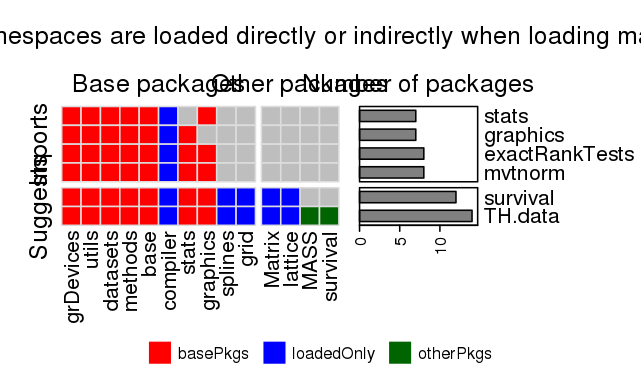 nespaces are loaded directly or indirectly when loading ma
Base packages
Other packages
Number of packages
Imports
Suggests
stats
graphics
exactRankTests
mvtnorm
survival
TH.data
grDevices
utils
datasets
methods
base
compiler
stats
graphics
splines
grid
Matrix
lattice
MASS
survival
0
5
10
basePkgs
loadedOnly
otherPkgs